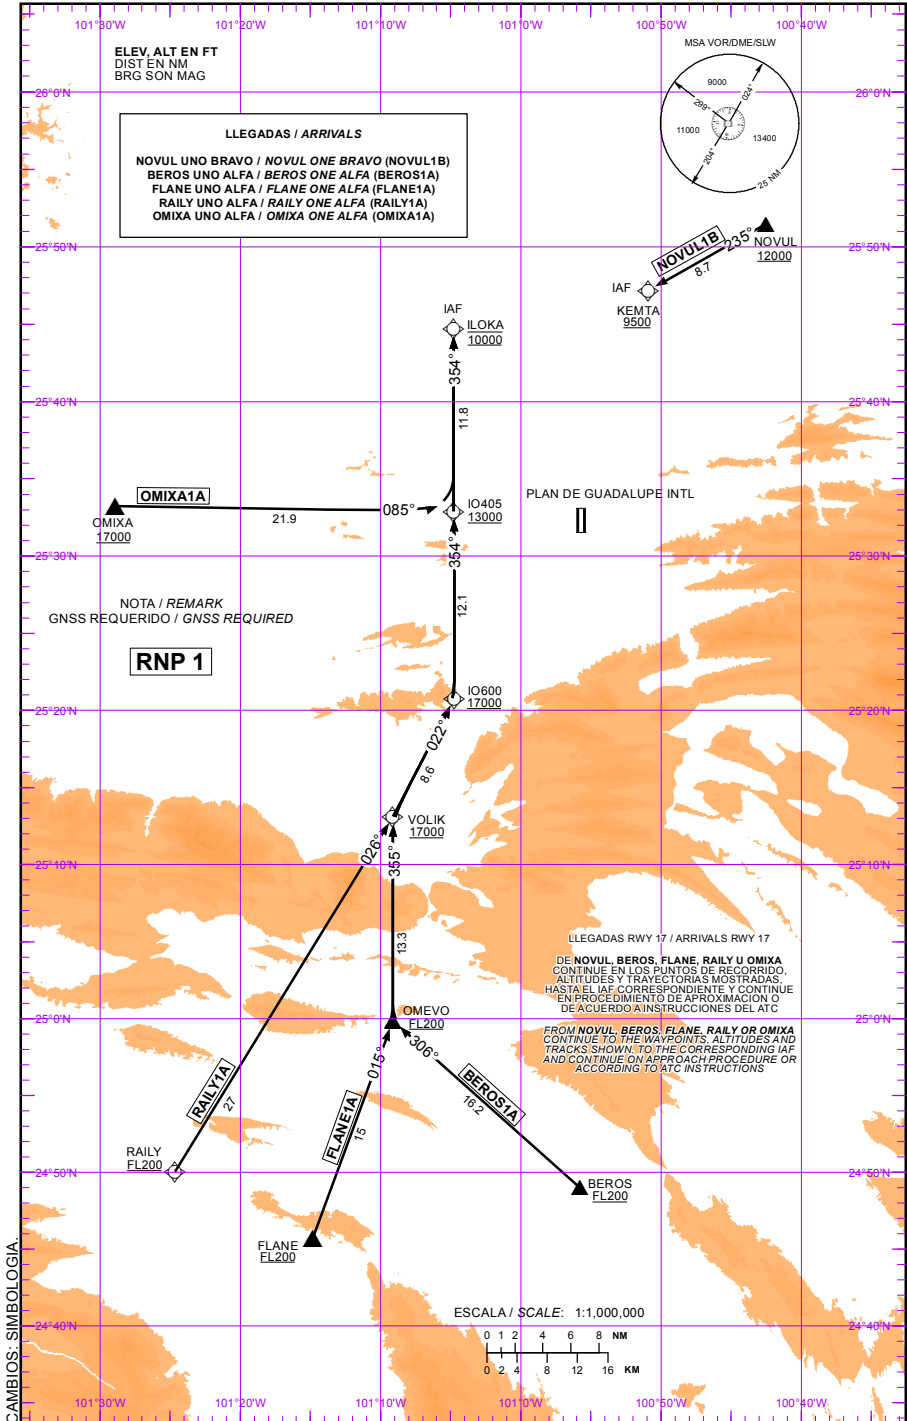 101°30'W 101°20'W 101°10'W 101°0'W 100°50'W 100°40'W
ELEV, ALT EN FT
DIST EN NM
BRG SON MAG
MSA VOR/DME/SLW
9000
024°
299°
11000
13400
204°
25 NM
26°0'N 26°0'N
LLEGADAS / ARRIVALS
NOVUL UNO BRAVO / NOVUL ONE BRAVO (NOVUL1B)
BEROS UNO ALFA / BEROS ONE ALFA (BEROS1A)
FLANE UNO ALFA / FLANE ONE ALFA (FLANE1A)
RAILY UNO ALFA / RAILY ONE ALFA (RAILY1A)
OMIXA UNO ALFA / OMIXA ONE ALFA (OMIXA1A)
25°50'N 25°50'N
NOVUL1B
235°
8.7
NOVUL
12000
IAF
KEMTA
9500
IAF
ILOKA
10000
354°
11.8
25°40'N 25°40'N
OMIXA1A
OMIXA
17000
21.9
085°
IO405
13000
PLAN DE GUADALUPE INTL
25°30'N 25°30'N
354°
12.1
NOTA / REMARK
GNSS REQUERIDO / GNSS REQUIRED
RNP 1
IO600
17000
25°20'N 25°20'N
022°
8.6
VOLIK
17000
026°
355°
25°10'N 25°10'N
13.3
LLEGADAS RWY 17 / ARRIVALS RWY 17
DE NOVUL, BEROS, FLANE, RAILY U OMIXA
CONTINUE EN LOS PUNTOS DE RECORRIDO,
ALTITUDES Y TRAYECTORIAS MOSTRADAS,
HASTA EL IAF CORRESPONDIENTE Y CONTINUE
EN PROCEDIMIENTO DE APROXIMACION O
DE ACUERDO A INSTRUCCIONES DEL ATC
FROM NOVUL, BEROS, FLANE, RAILY OR OMIXA
CONTINUE TO THE WAYPOINTS, ALTITUDES AND
TRACKS SHOWN, TO THE CORRESPONDING IAF
AND CONTINUE ON APPROACH PROCEDURE OR
ACCORDING TO ATC INSTRUCTIONS
OMEVO
FL200
25°0'N 25°0'N
015°
306°
RAILY1A
27
FLANE1A
15
BEROS1A
16.2
RAILY
FL200
24°50'N 24°50'N
BEROS
FL200
FLANE
FL200
ESCALA / SCALE: 1:1,000,000
0 1 2 4 6 8 NM
0 2 4 8 12 16 KM
24°40'N 24°40'N
CAMBIOS: SIMBOLOGIA.
101°30'W 101°20'W 101°10'W 101°0'W 100°50'W 100°40'W